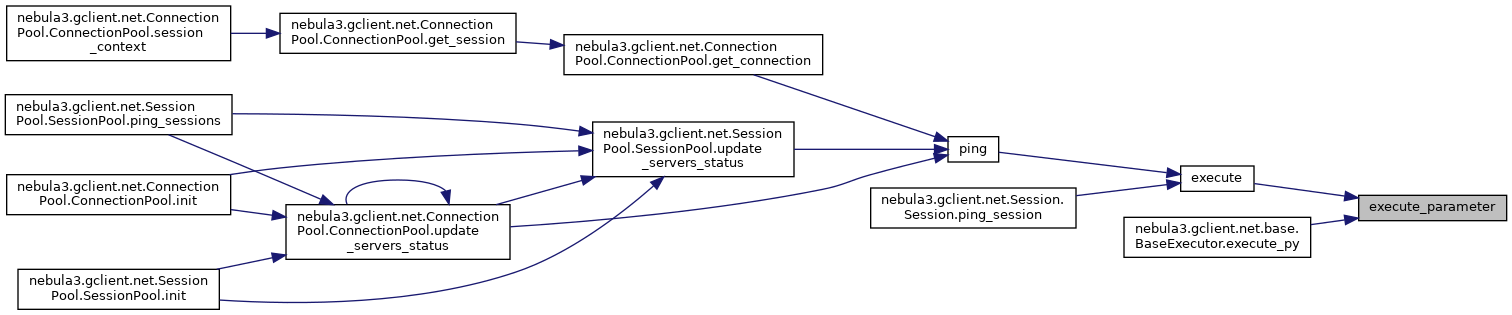 nebula3.gclient.net.Connection
Pool.ConnectionPool.session
_context
nebula3.gclient.net.Connection
Pool.ConnectionPool.get_session
nebula3.gclient.net.Connection
Pool.ConnectionPool.get_connection
nebula3.gclient.net.Session
Pool.SessionPool.ping_sessions
nebula3.gclient.net.Session
Pool.SessionPool.update
_servers_status
ping
nebula3.gclient.net.Connection
Pool.ConnectionPool.init
execute
nebula3.gclient.net.Session.
Session.ping_session
execute_parameter
nebula3.gclient.net.Connection
Pool.ConnectionPool.update
_servers_status
nebula3.gclient.net.base.
BaseExecutor.execute_py
nebula3.gclient.net.Session
Pool.SessionPool.init